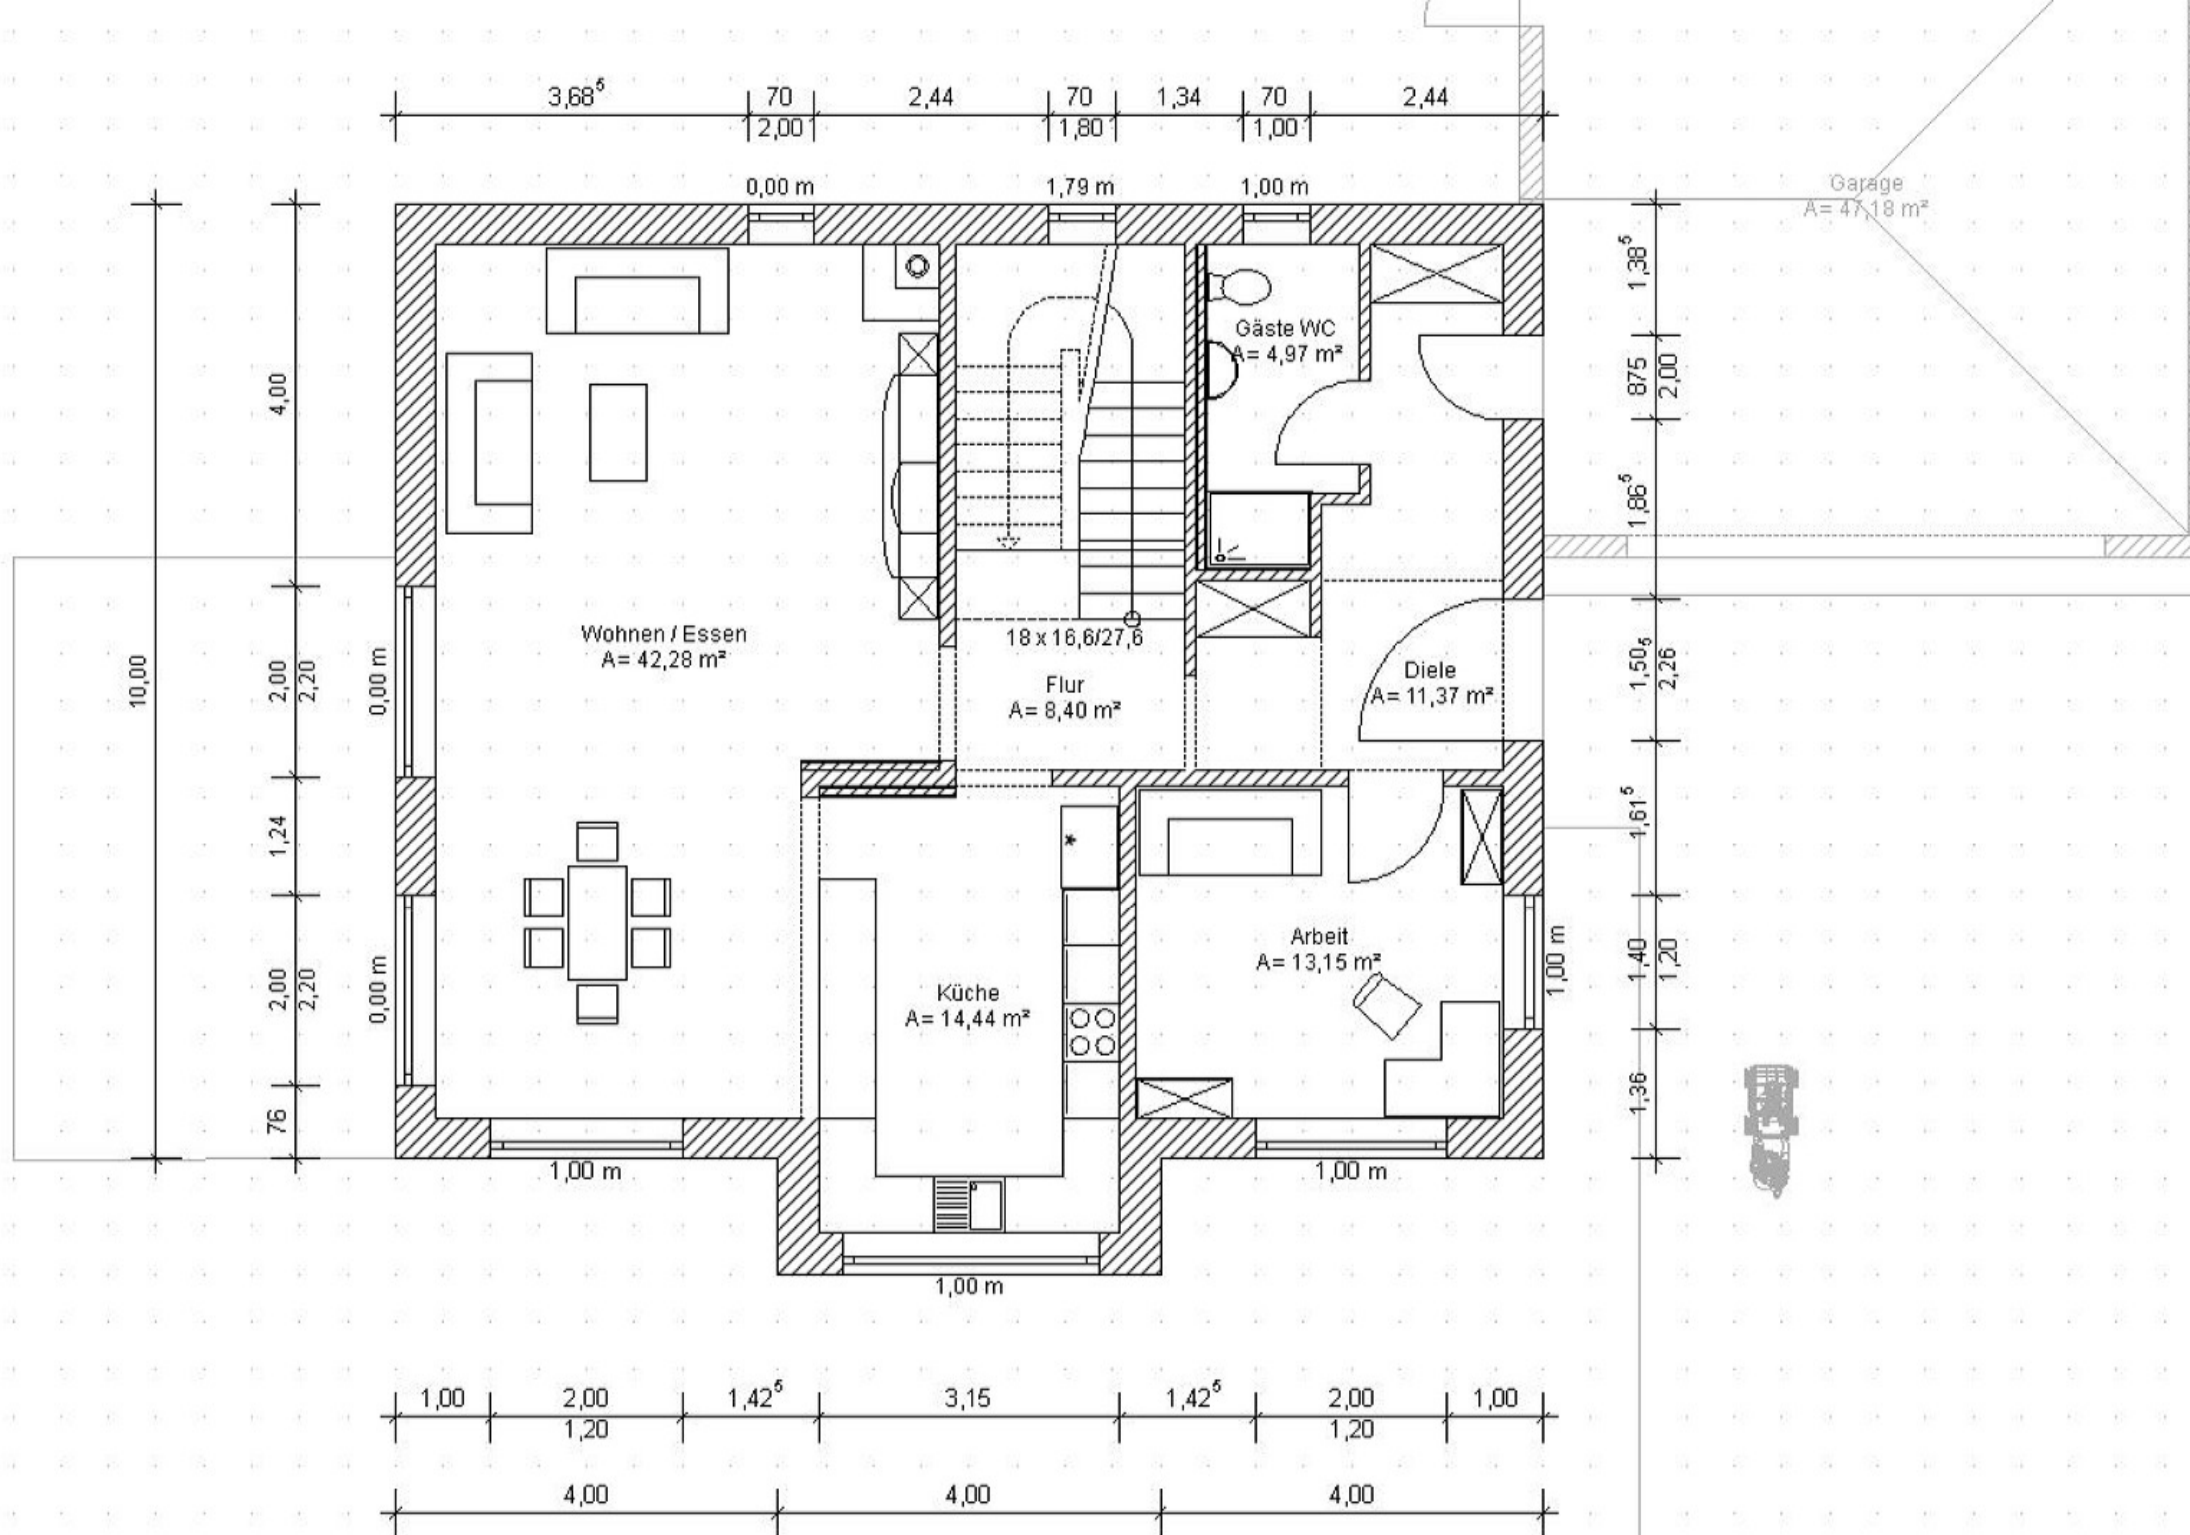 3,68⁵ 70 2,44 70 1,34 70 2,44
2,00 1,80 1,00
0,00 m 1,79 m 1,00 m
Garage
A= 47,18 m²
1,38⁵
Gäste WC
A= 4,97 m²
4,00
875
2,00
1,86⁵
Wohnen / Essen
A= 42,28 m²
18 x 16,6/27,6
10,00
2,00
2,20
0,00 m
Flur
A= 8,40 m²
Diele
A= 11,37 m²
1,50⁵
2,26
1,24
1,61⁵
*
Arbeit
A= 13,15 m²
1,00 m
1,40
1,20
2,00
2,20
0,00 m
Küche
A= 14,44 m²
76
1,36
1,00 m 1,00 m
1,00 m
1,00 2,00 1,42⁵ 3,15 1,42⁵ 2,00 1,00
1,20 1,20
4,00 4,00 4,00